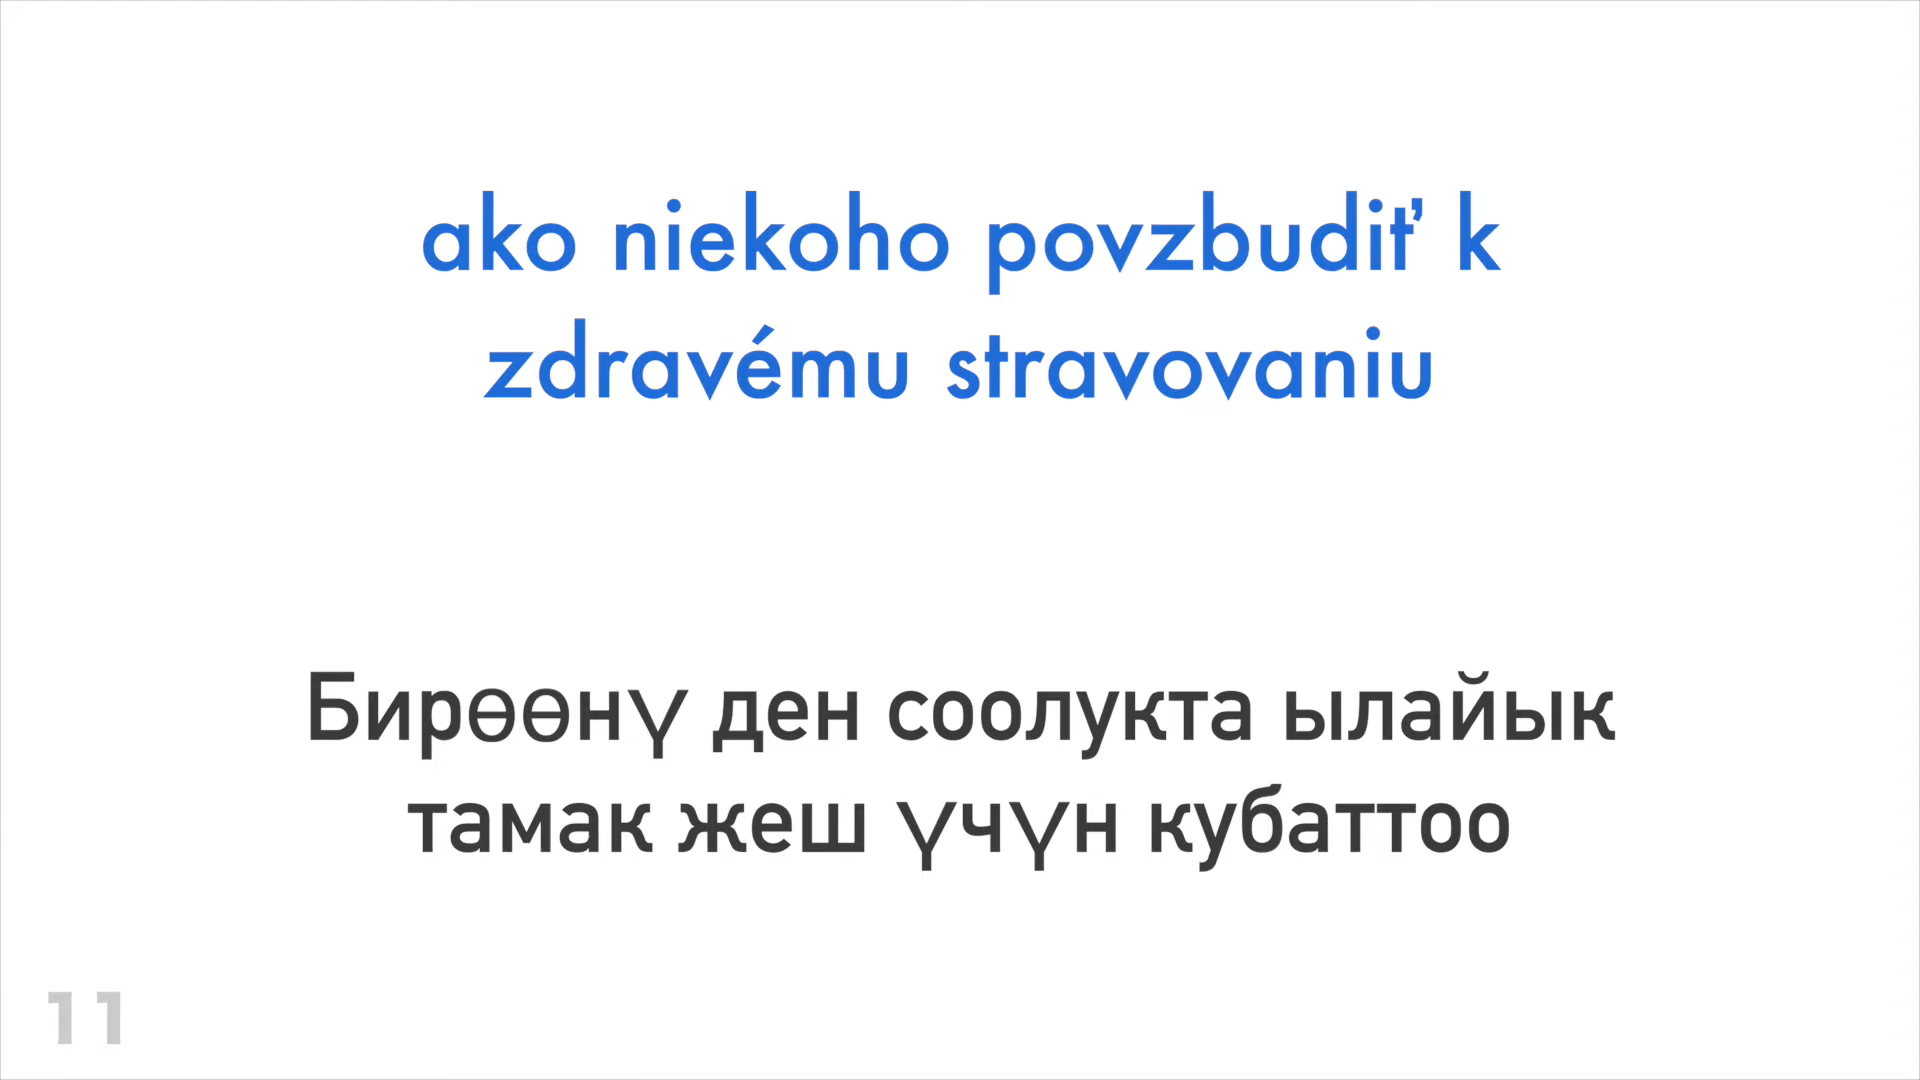 ako niekoho povzbudiť k
zdravému stravovaniu
Бирөөнү ден соолукта ылайык
тамак жеш үчүн кубаттоо
11